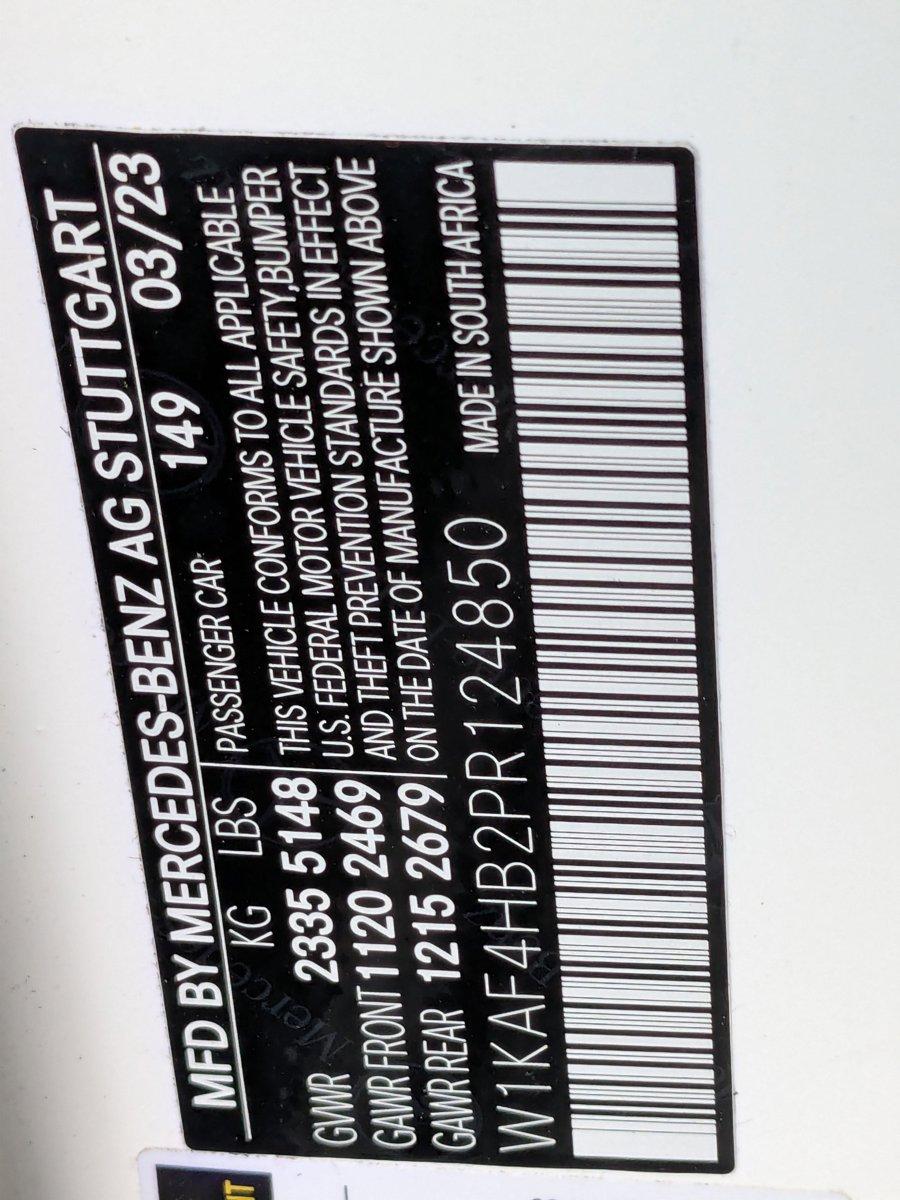 MFD BY MERCEDES-BENZ AG STUTTGART
149 03/23
KG LBS
GVWR 2335 5148
GAWR FRONT 1120 2469
GAWR REAR 1215 2679
PASSENGER CAR
THIS VEHICLE CONFORMS TO ALL APPLICABLE
U.S. FEDERAL MOTOR VEHICLE SAFETY,BUMPER
AND THEFT PREVENTION STANDARDS IN EFFECT
ON THE DATE OF MANUFACTURE SHOWN ABOVE
W1KAF4HB2PR124850
MADE IN SOUTH AFRICA